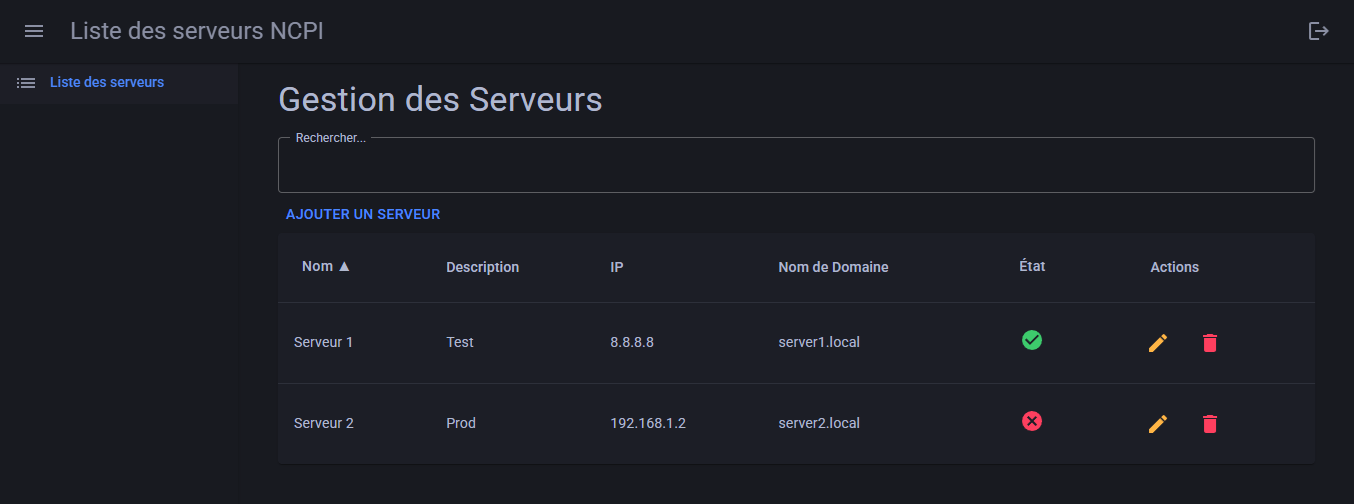 Liste des serveurs NCPI
Liste des serveurs
Gestion des Serveurs
Rechercher...
AJOUTER UN SERVEUR
Nom ▲ Description IP Nom de Domaine État Actions
Serveur 1 Test 8.8.8.8 server1.local
Serveur 2 Prod 192.168.1.2 server2.local